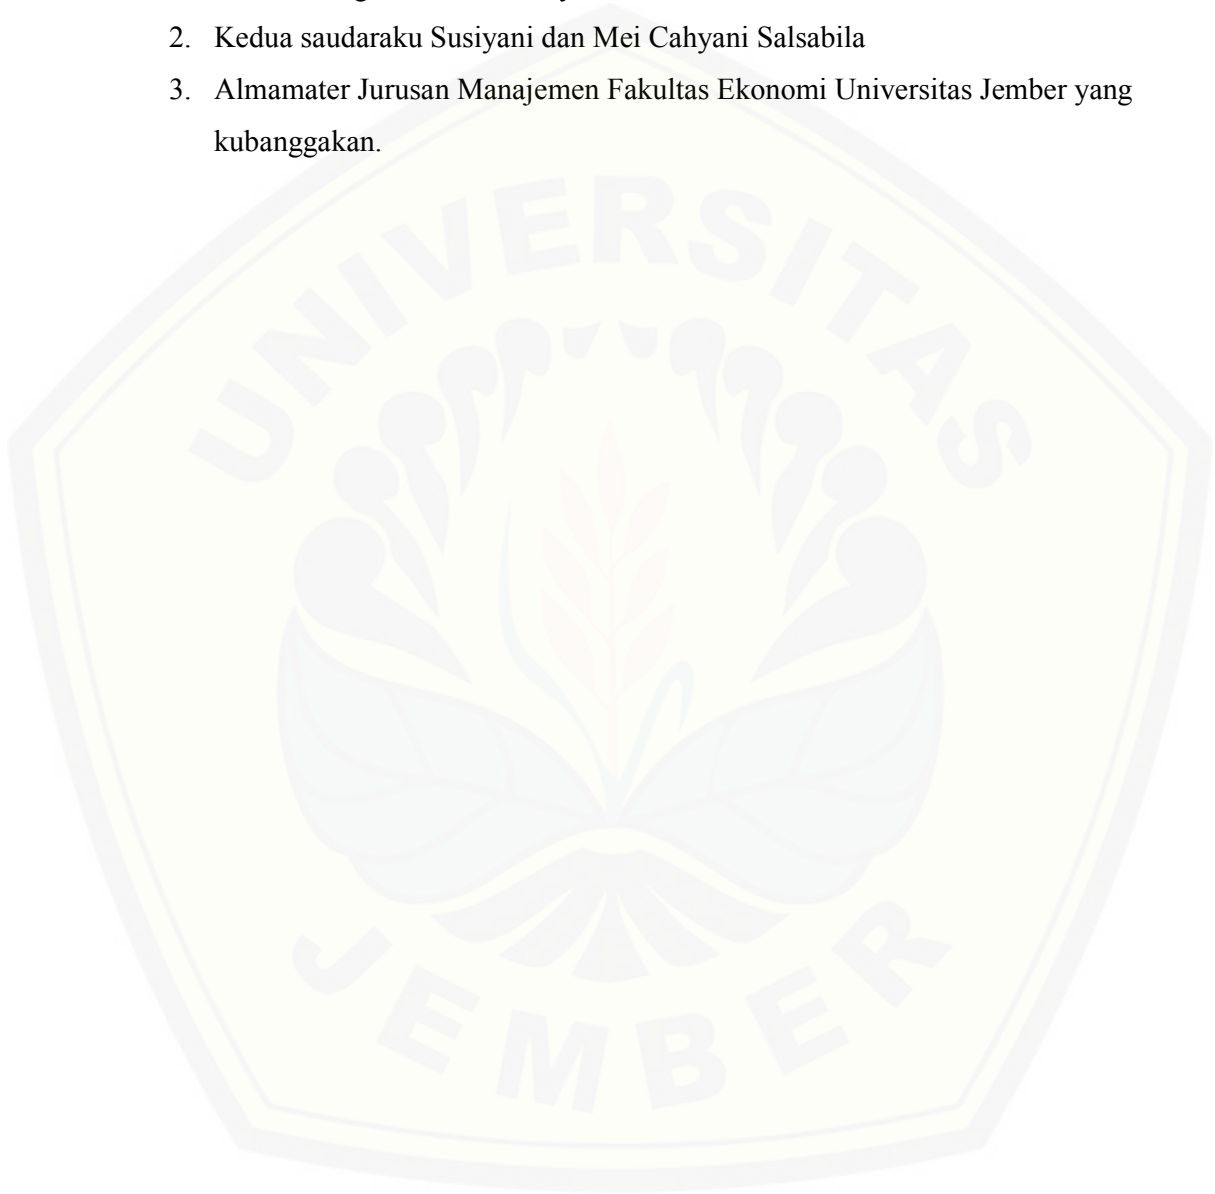 2. Kedua saudaraku Susiyani dan Mei Cahyani Salsabila
3. Almamater Jurusan Manajemen Fakultas Ekonomi Universitas Jember yang
kubanggakan.
UNIVERSITAS
JEMBER